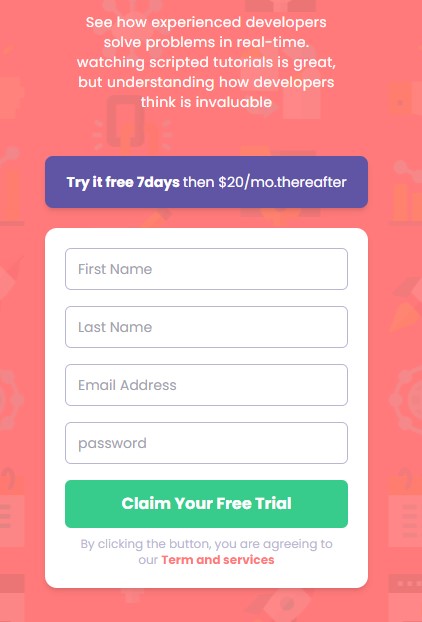 See how experienced developers
solve problems in real-time.
watching scripted tutorials is great,
but understanding how developers
think is invaluable
Try it free 7days then $20/mo.thereafter
First Name
Last Name
Email Address
password
Claim Your Free Trial
By clicking the button, you are agreeing to
our Term and services